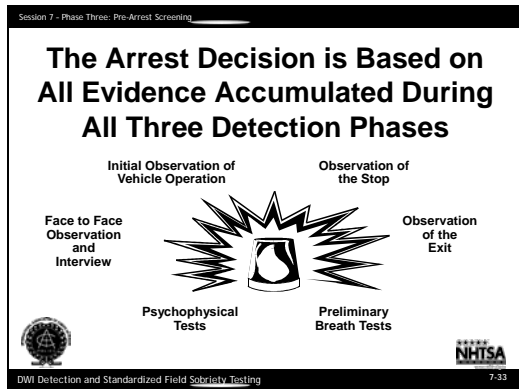 Session 7 - Phase Three: Pre-Arrest Screening
The Arrest Decision is Based on
All Evidence Accumulated During
All Three Detection Phases
Initial Observation of
Vehicle Operation
Observation of
the Stop
Face to Face
Observation
and
Interview
Observation
of the
Exit
Psychophysical
Tests
Preliminary
Breath Tests
NHTSA
DWI Detection and Standardized Field Sobriety Testing
7-33